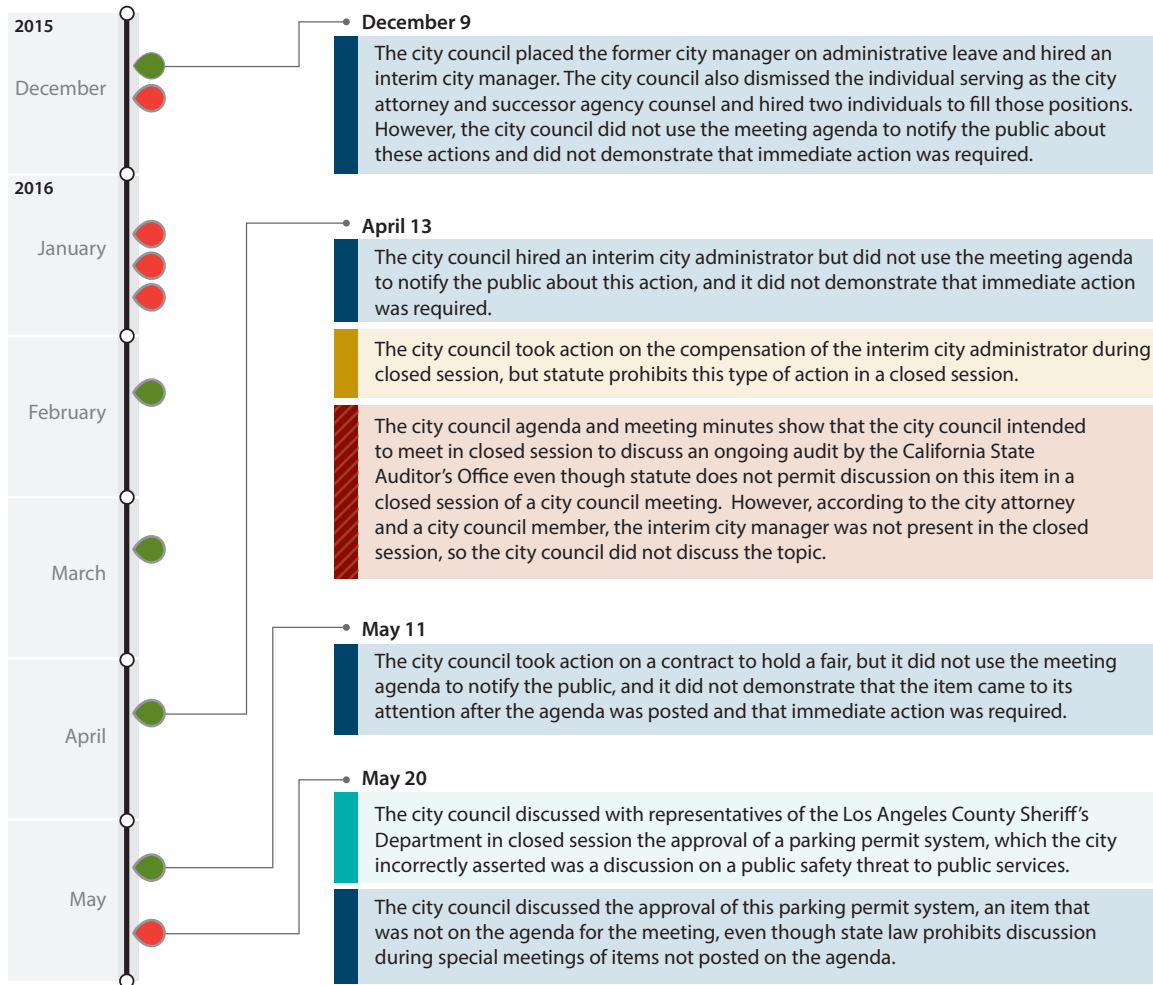 2015
December
2016
January
February
March
April
May
December 9
The city council placed the former city manager on administrative leave and hired an
interim city manager. The city council also dismissed the individual serving as the city
attorney and successor agency counsel and hired two individuals to fill those positions.
However, the city council did not use the meeting agenda to notify the public about
these actions and did not demonstrate that immediate action was required.
April 13
The city council hired an interim city administrator but did not use the meeting agenda
to notify the public about this action, and it did not demonstrate that immediate action
was required.
The city council took action on the compensation of the interim city administrator during
closed session, but statute prohibits this type of action in a closed session.
The city council agenda and meeting minutes show that the city council intended
to meet in closed session to discuss an ongoing audit by the California State
Auditor’s Office even though statute does not permit discussion on this item in a
closed session of a city council meeting.  However, according to the city attorney
and a city council member, the interim city manager was not present in the closed
session, so the city council did not discuss the topic.
May 11
The city council took action on a contract to hold a fair, but it did not use the meeting
agenda to notify the public, and it did not demonstrate that the item came to its
attention after the agenda was posted and that immediate action was required.
May 20
The city council discussed with representatives of the Los Angeles County Sheriff’s
Department in closed session the approval of a parking permit system, which the city
incorrectly asserted was a discussion on a public safety threat to public services.
The city council discussed the approval of this parking permit system, an item that
was not on the agenda for the meeting, even though state law prohibits discussion
during special meetings of items not posted on the agenda.